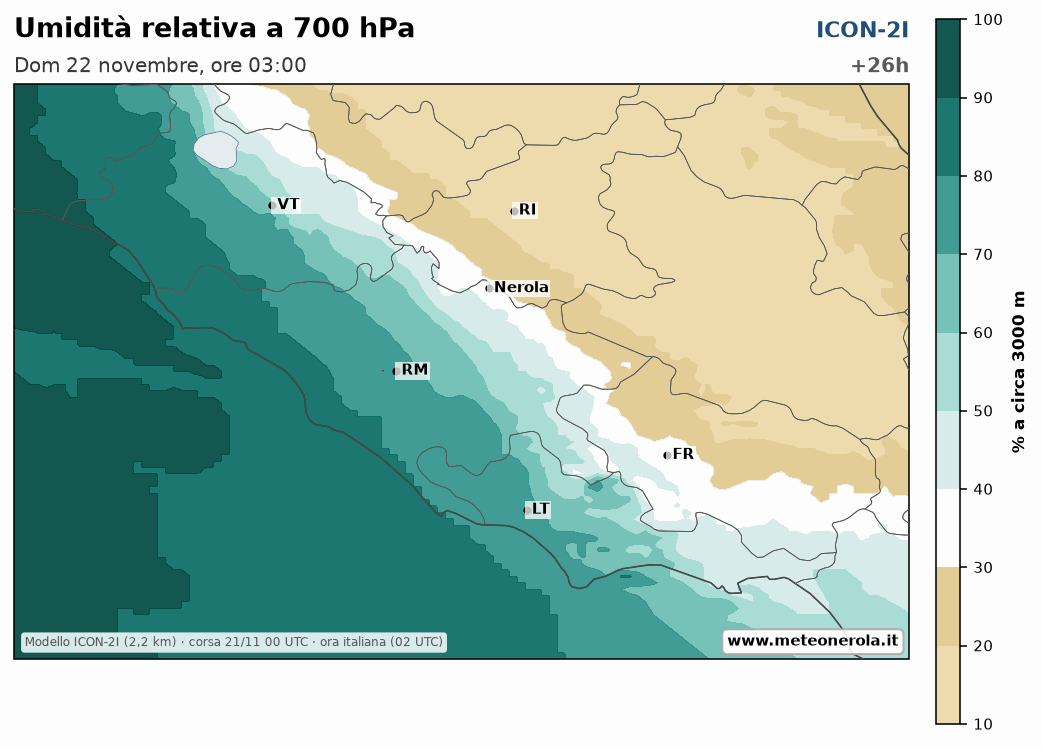 Umidità relativa a 700 hPa
ICON-2I
Dom 22 novembre, ore 03:00
+26h
100
90
80
70
60
50
40
30
20
10
% a circa 3000 m
VT
RI
Nerola
RM
FR
LT
Modello ICON-2I (2,2 km) · corsa 21/11 00 UTC · ora italiana (02 UTC)
www.meteonerola.it